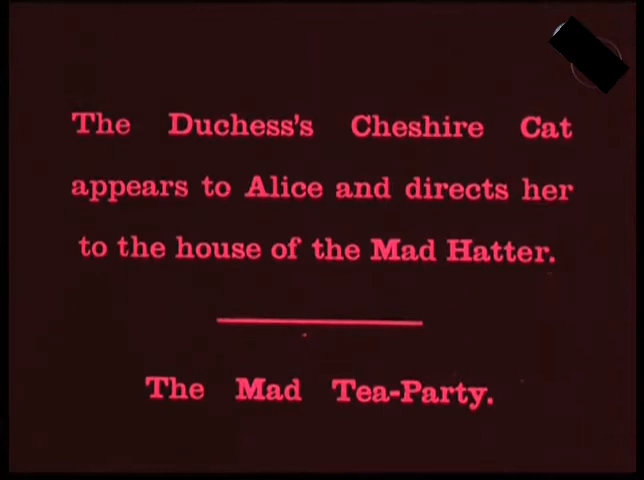 The Duchess's Cheshire Cat
appears to Alice and directs her
to the house of the Mad Hatter.
The Mad Tea-Party.